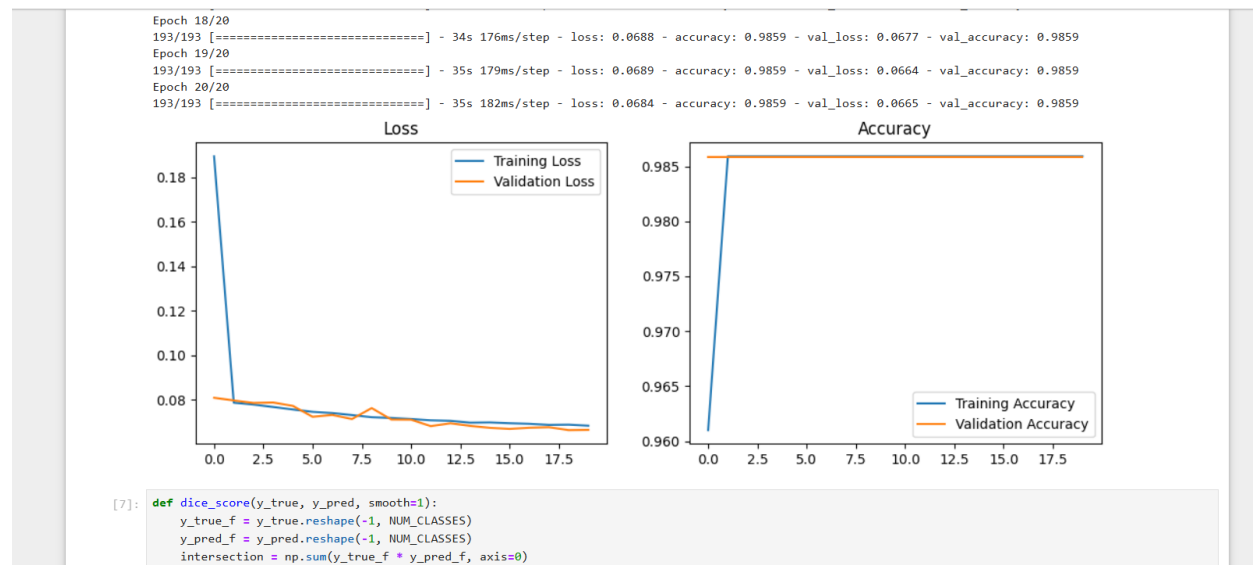 Epoch 18/20
193/193 [==============================] - 34s 176ms/step - loss: 0.0688 - accuracy: 0.9859 - val_loss: 0.0677 - val_accuracy: 0.9859
Epoch 19/20
193/193 [==============================] - 35s 179ms/step - loss: 0.0689 - accuracy: 0.9859 - val_loss: 0.0664 - val_accuracy: 0.9859
Epoch 20/20
193/193 [==============================] - 35s 182ms/step - loss: 0.0684 - accuracy: 0.9859 - val_loss: 0.0665 - val_accuracy: 0.9859
Loss
Training Loss
Validation Loss
0.18
0.16
0.14
0.12
0.10
0.08
0.0 2.5 5.0 7.5 10.0 12.5 15.0 17.5
Accuracy
0.985
0.980
0.975
0.970
0.965
0.960
Training Accuracy
Validation Accuracy
0.0 2.5 5.0 7.5 10.0 12.5 15.0 17.5
[7]: def dice_score(y_true, y_pred, smooth=1):
y_true_f = y_true.reshape(-1, NUM_CLASSES)
y_pred_f = y_pred.reshape(-1, NUM_CLASSES)
intersection = np.sum(y_true_f * y_pred_f, axis=0)